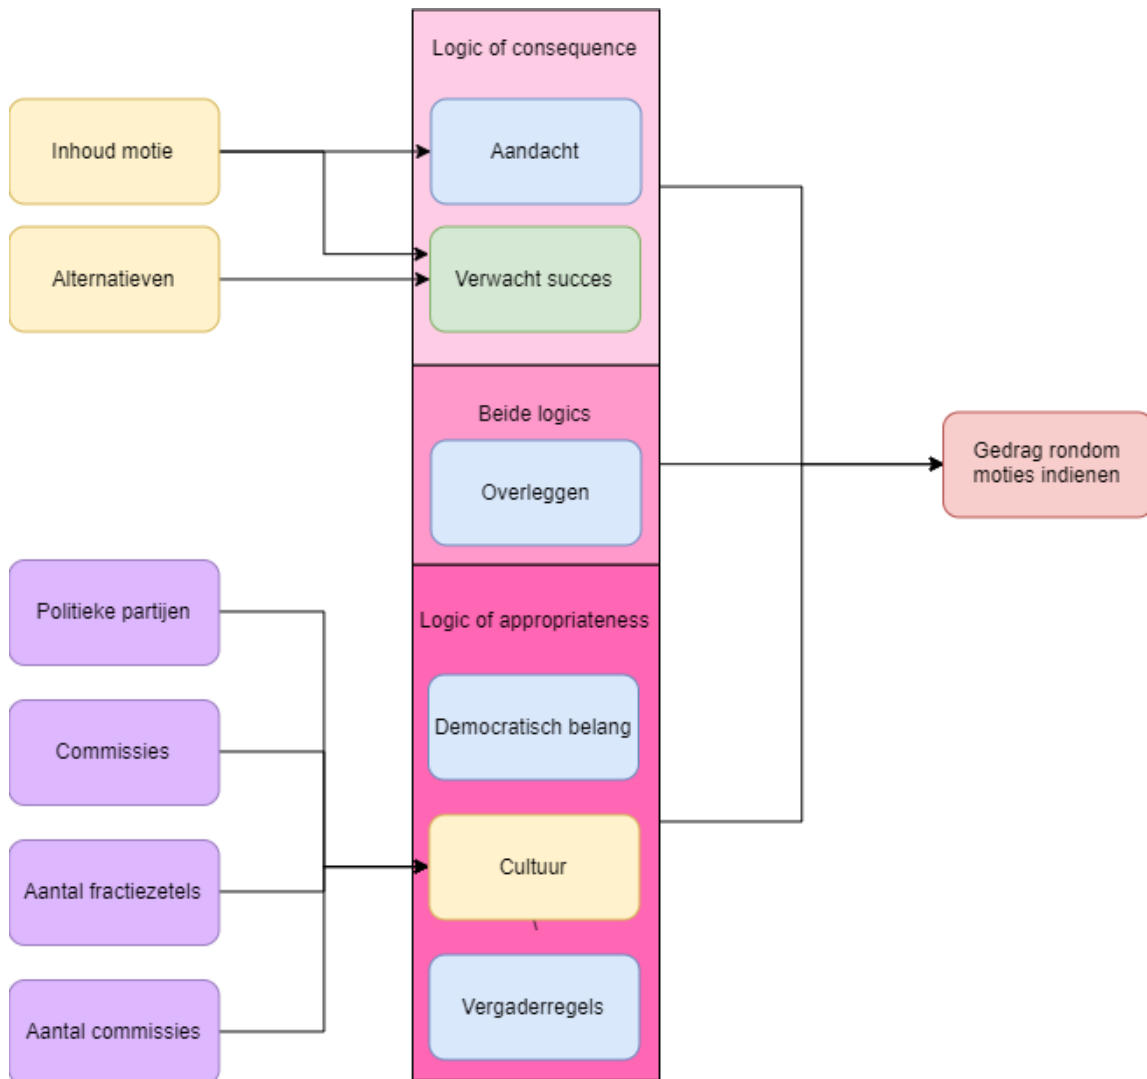 Logic of consequence
Inhoud motie
Aandacht
Alternatieven
Verwacht succes
Beide logics
Overleggen
Gedrag rondom
moties indienen
Politieke partijen
Logic of appropriateness
Democratisch belang
Commissies
Cultuur
Aantal fractiezetels
\
Vergaderregels
Aantal commissies